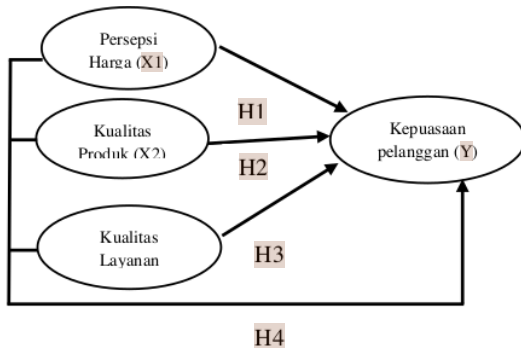 Persepsi
Harga (X1)
H1
Kualitas
Produk (X2)
Kepuasaan
pelanggan (Y)
H2
Kualitas
Layanan
H3
H4